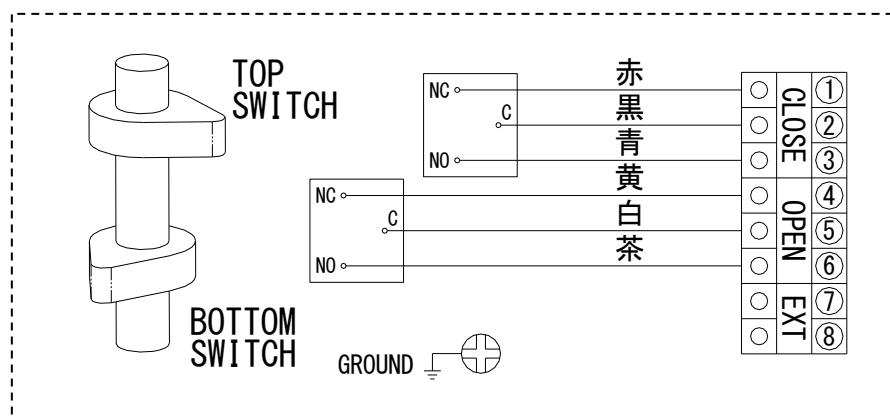 TOP
SWITCH
BOTTOM
SWITCH
NC
C
NO
NC
C
NO
赤
黒
青
黄
白
茶
CLOSE
OPEN
EXT
①
②
③
④
⑤
⑥
⑦
⑧
GROUND